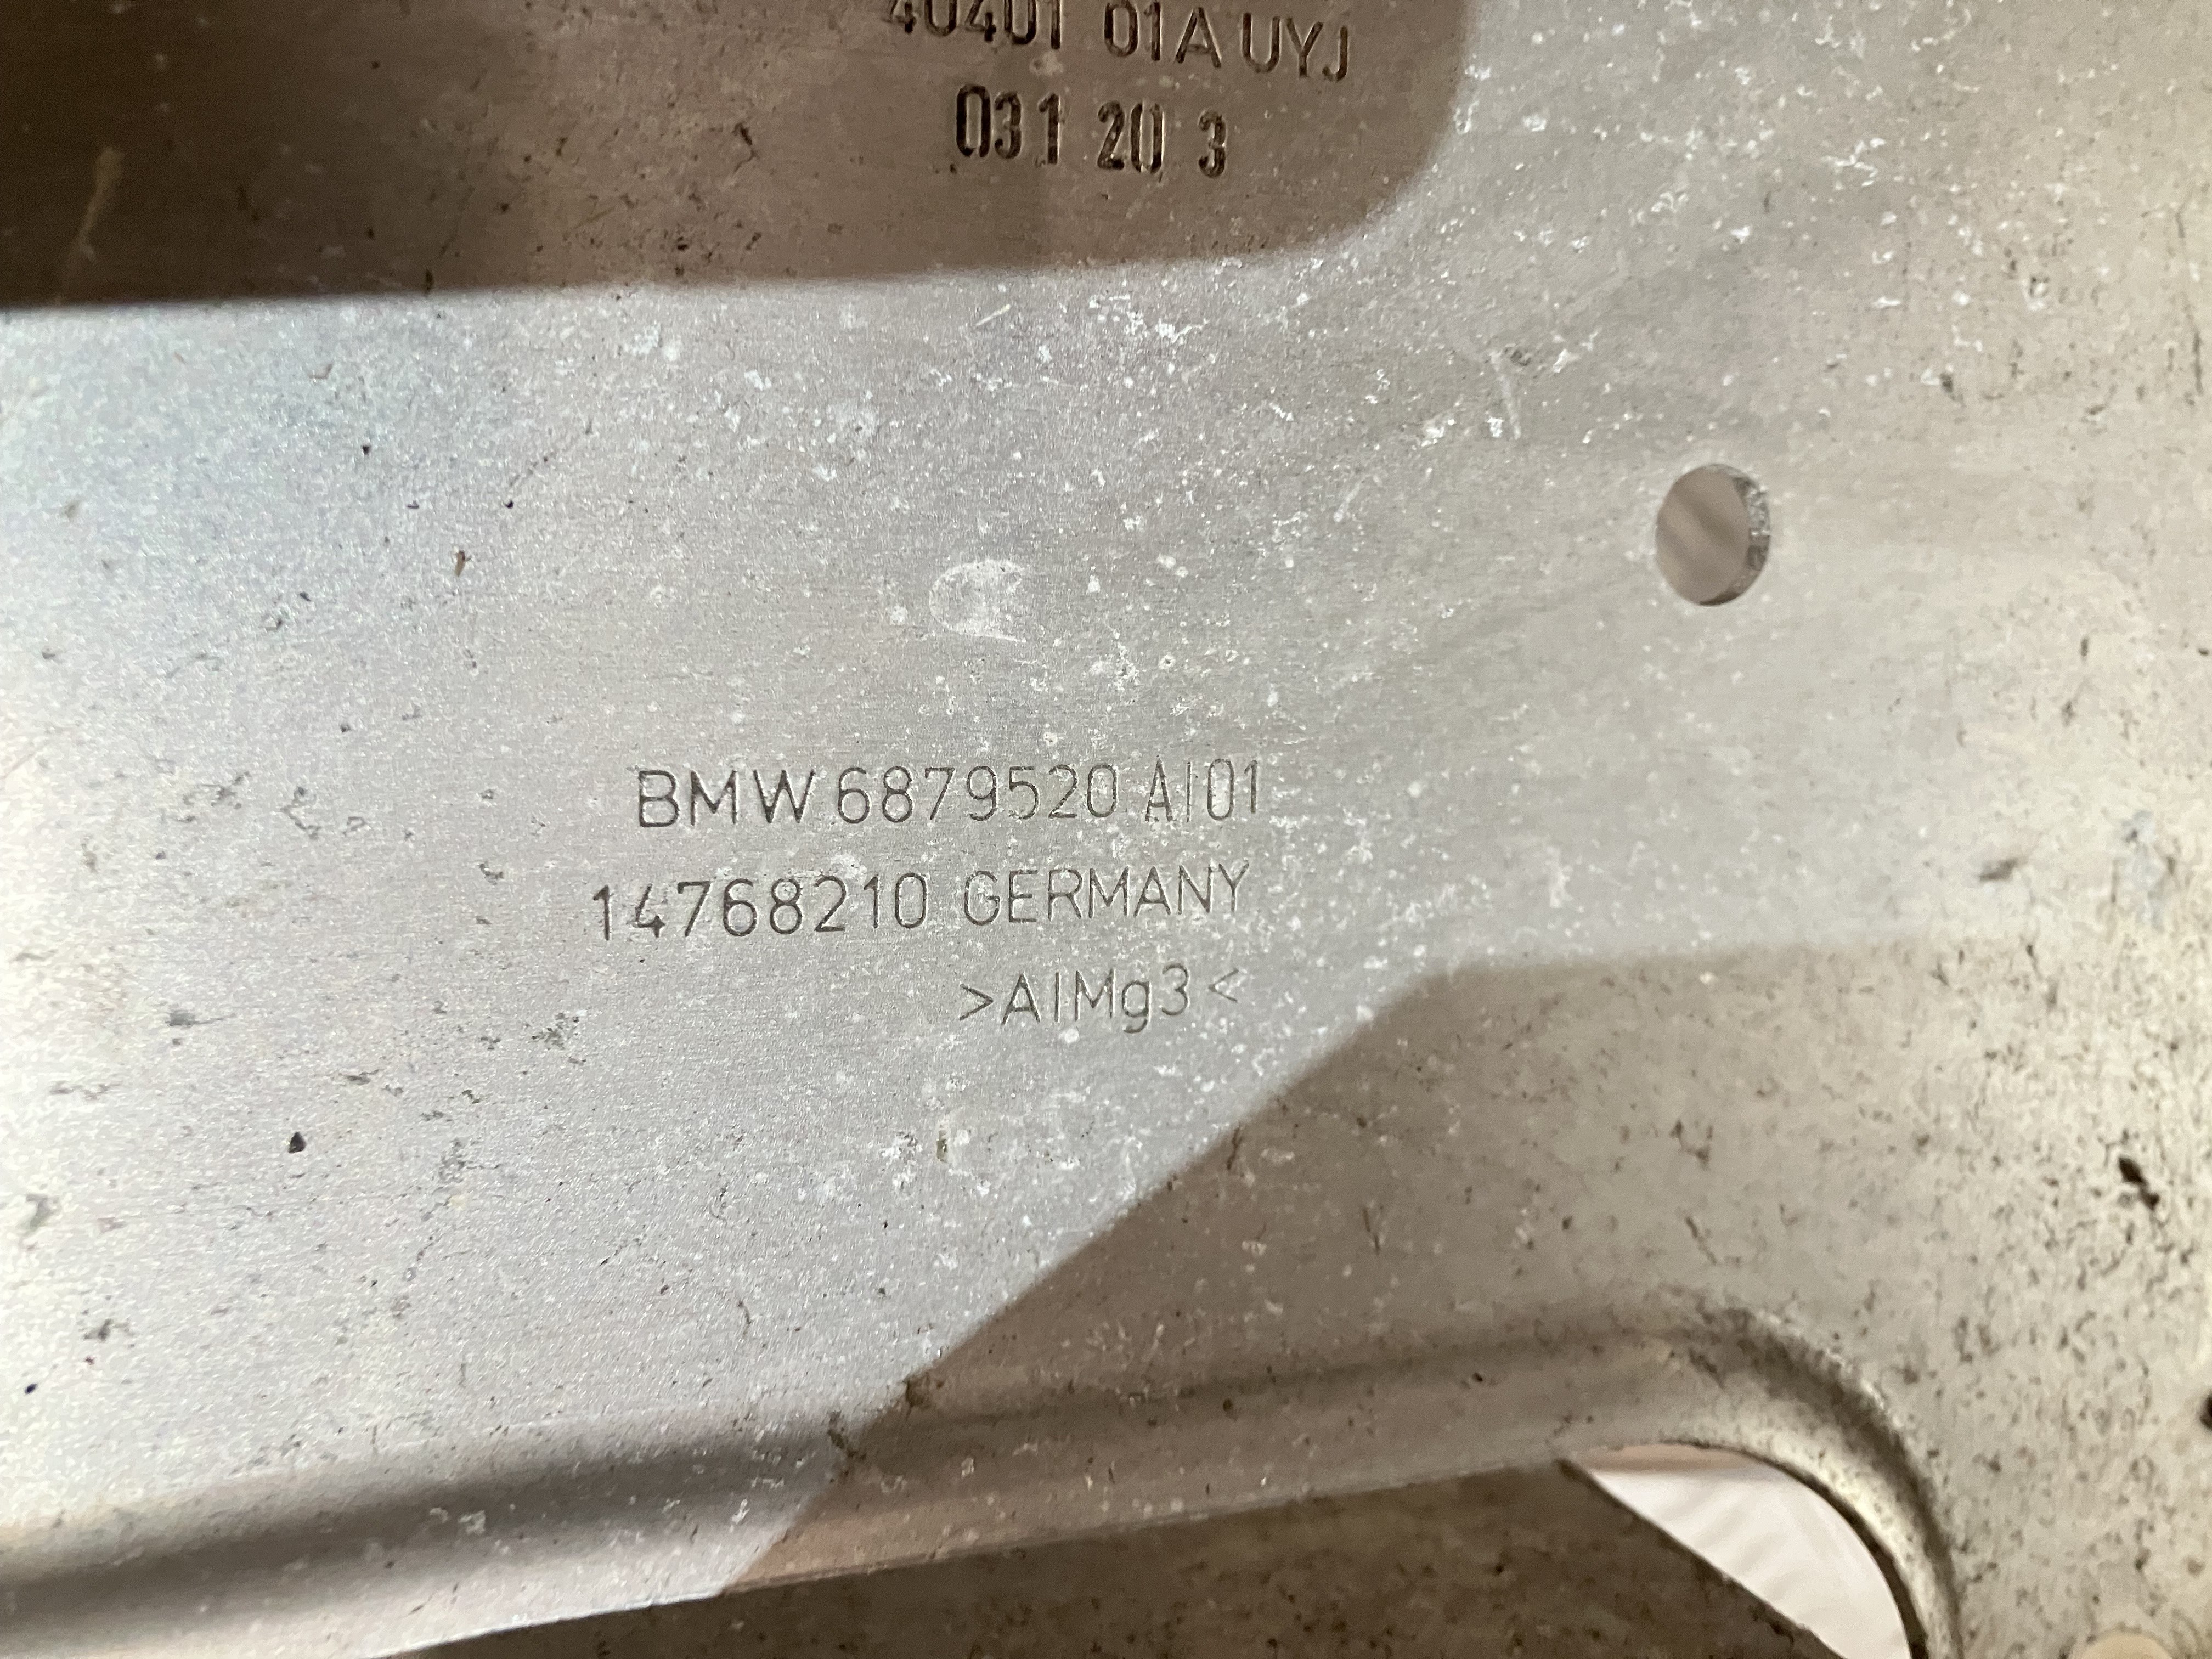 40401 01A UYJ
031 20 3
BMW 6879520 AI01
14768210 GERMANY
>AlMg3<